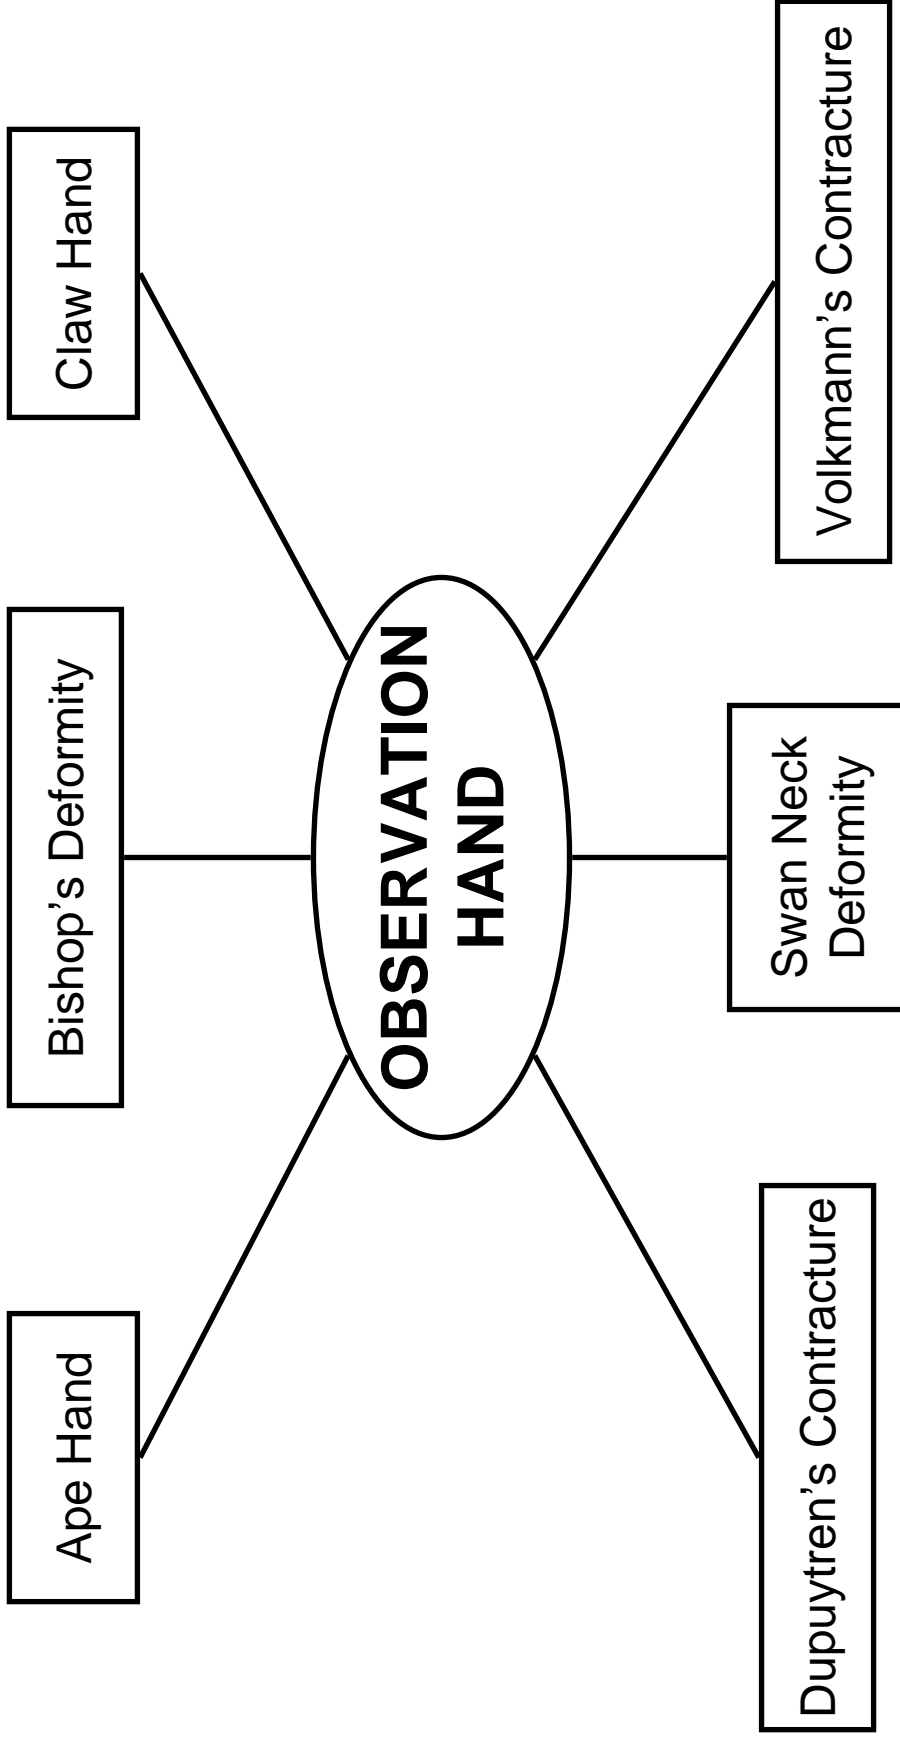 Ape Hand
Bishop’s Deformity
Claw Hand
OBSERVATION
HAND
Dupuytren’s Contracture
Swan Neck
Deformity
Volkmann’s Contracture